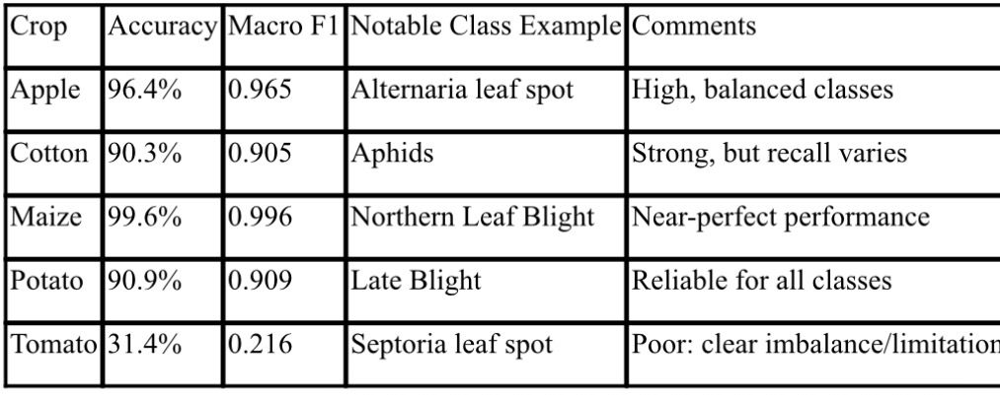 Crop Accuracy Macro F1 Notable Class Example Comments
Apple 96.4% 0.965 Alternaria leaf spot High, balanced classes
Cotton 90.3% 0.905 Aphids Strong, but recall varies
Maize 99.6% 0.996 Northern Leaf Blight Near-perfect performance
Potato 90.9% 0.909 Late Blight Reliable for all classes
Tomato 31.4% 0.216 Septoria leaf spot Poor: clear imbalance/limitation